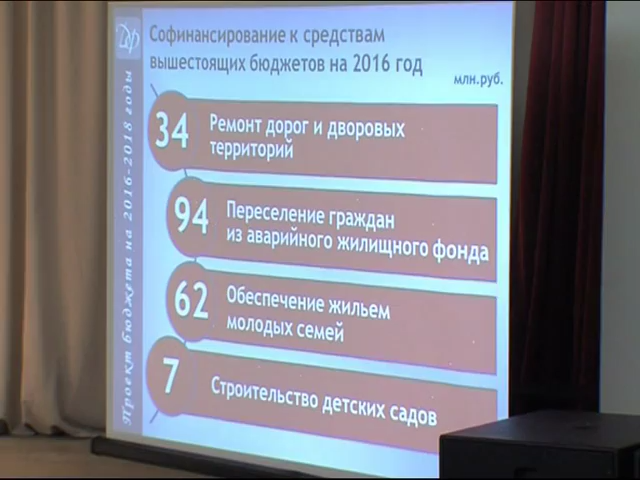 Софинансирование к средствам
вышестоящих бюджетов на 2016 год
млн.руб.
34
Ремонт дорог и дворовых
территорий
94
Переселение граждан
из аварийного жилищного фонда
62
Обеспечение жильем
молодых семей
7
Строительство детских садов
Проект бюджета на 2016-2018 годы